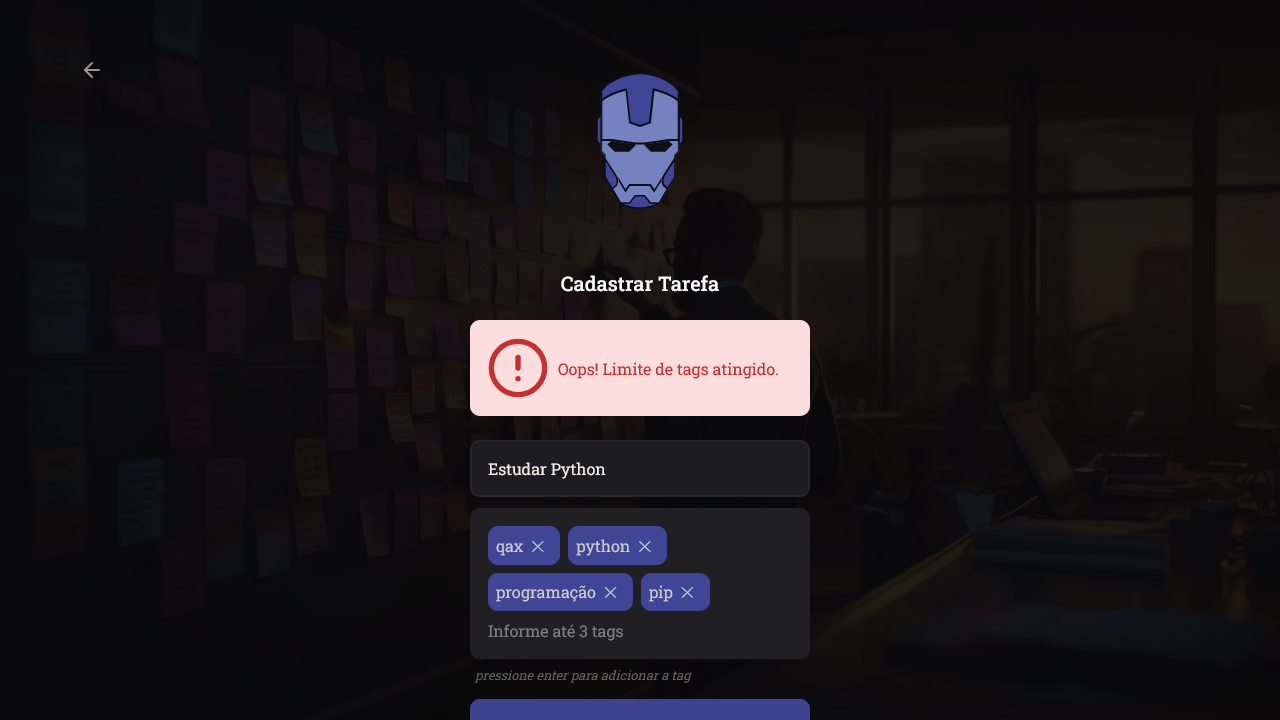 Cadastrar Tarefa
Oops! Limite de tags atingido.
Estudar Python
qax python
programação pip
Informe até 3 tags
pressione enter para adicionar a tag